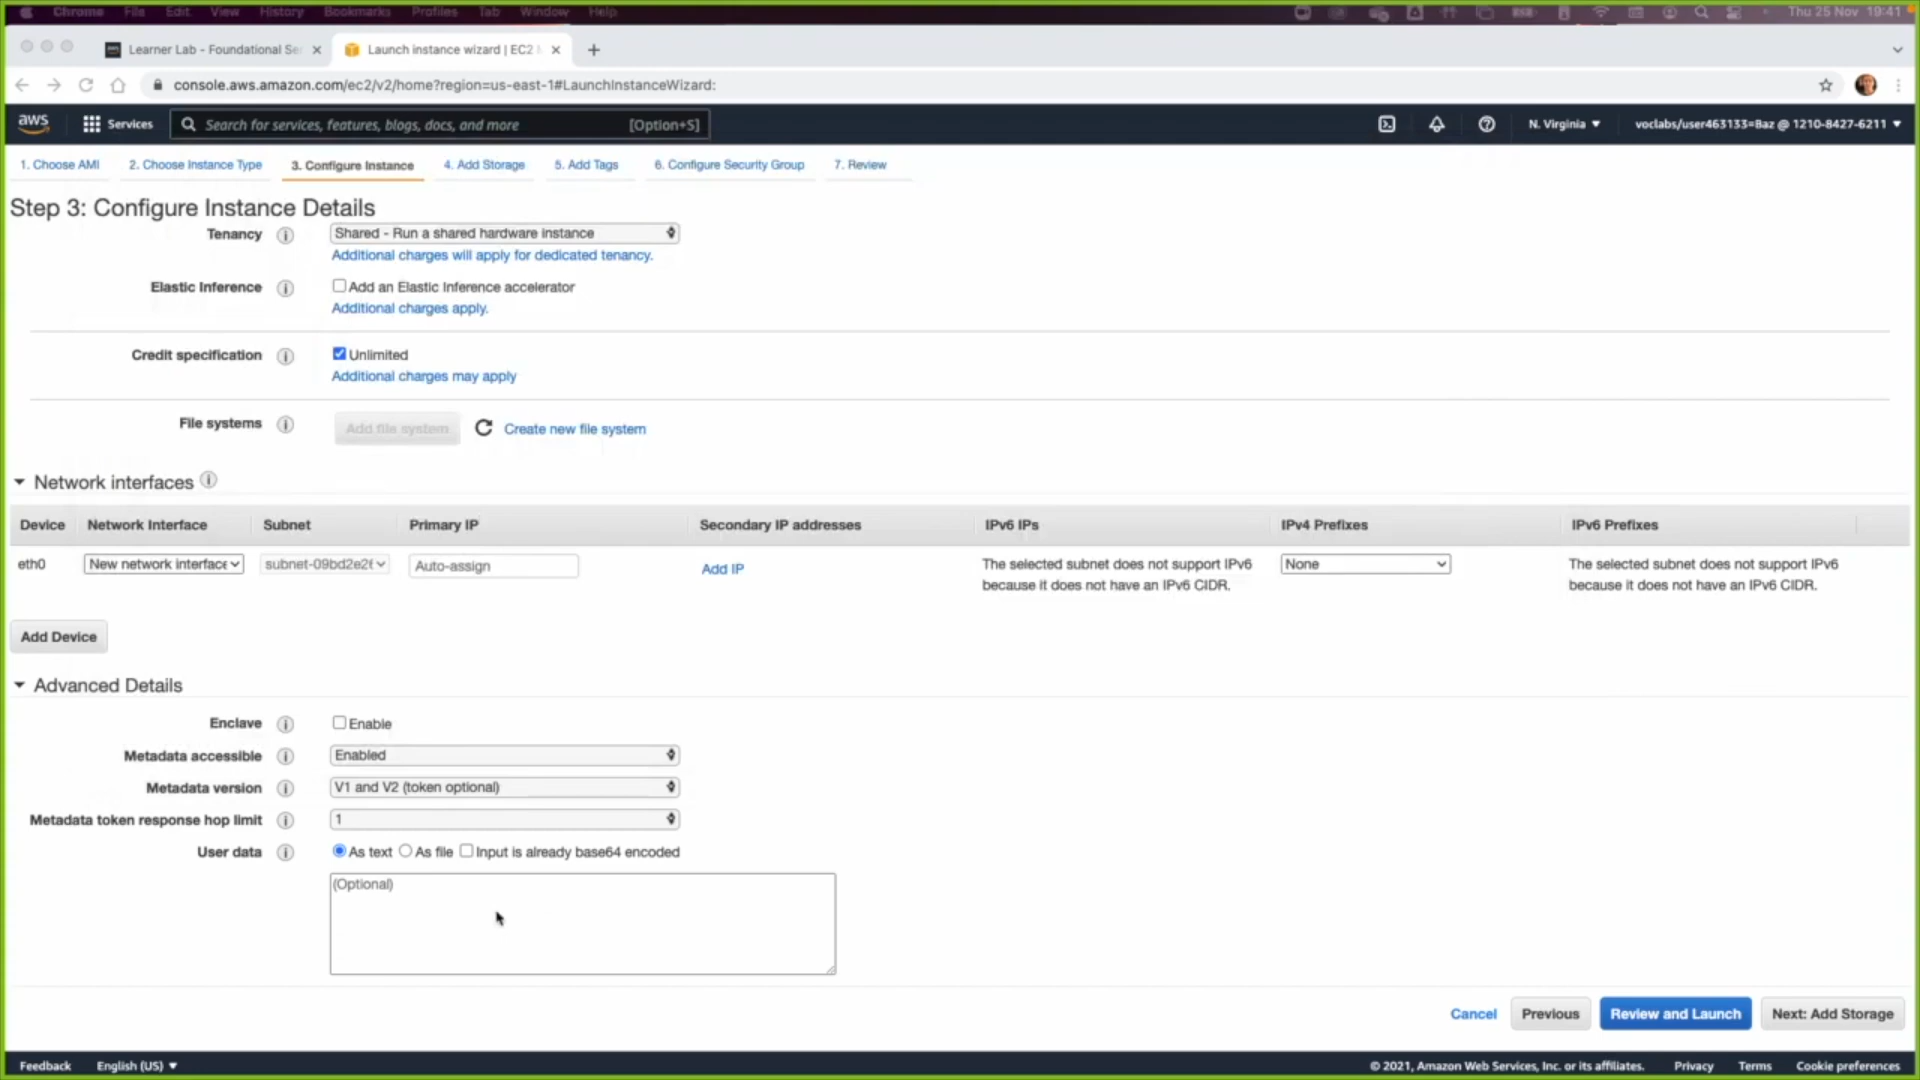 Chrome File Edit View History Bookmarks Profiles Tab Window Help Thu 25 Nov 19:41
Learner Lab - Foundational Ser Launch instance wizard | EC2
console.aws.amazon.com/ec2/v2/home?region=us-east-1#LaunchInstanceWizard:
aws Services Search for services, features, blogs, docs, and more [Option+S] N. Virginia voclabs/user463133=Baz @ 1210-8427-6211
1. Choose AMI 2. Choose Instance Type 3. Configure Instance 4. Add Storage 5. Add Tags 6. Configure Security Group 7. Review
Step 3: Configure Instance Details
Tenancy Shared - Run a shared hardware instance
Additional charges will apply for dedicated tenancy.
Elastic Inference Add an Elastic Inference accelerator
Additional charges apply.
Credit specification Unlimited
Additional charges may apply
File systems Add file system Create new file system
Network interfaces
Device Network Interface Subnet Primary IP Secondary IP addresses IPv6 IPs IPv4 Prefixes IPv6 Prefixes
eth0 New network interface subnet-09bd2e2f Auto-assign Add IP The selected subnet does not support IPv6 None The selected subnet does not support IPv6
because it does not have an IPv6 CIDR. because it does not have an IPv6 CIDR.
Add Device
Advanced Details
Enclave Enable
Metadata accessible Enabled
Metadata version V1 and V2 (token optional)
Metadata token response hop limit 1
User data As text As file Input is already base64 encoded
(Optional)
Cancel Previous Review and Launch Next: Add Storage
Feedback English (US) © 2021, Amazon Web Services, Inc. or its affiliates. Privacy Terms Cookie preferences